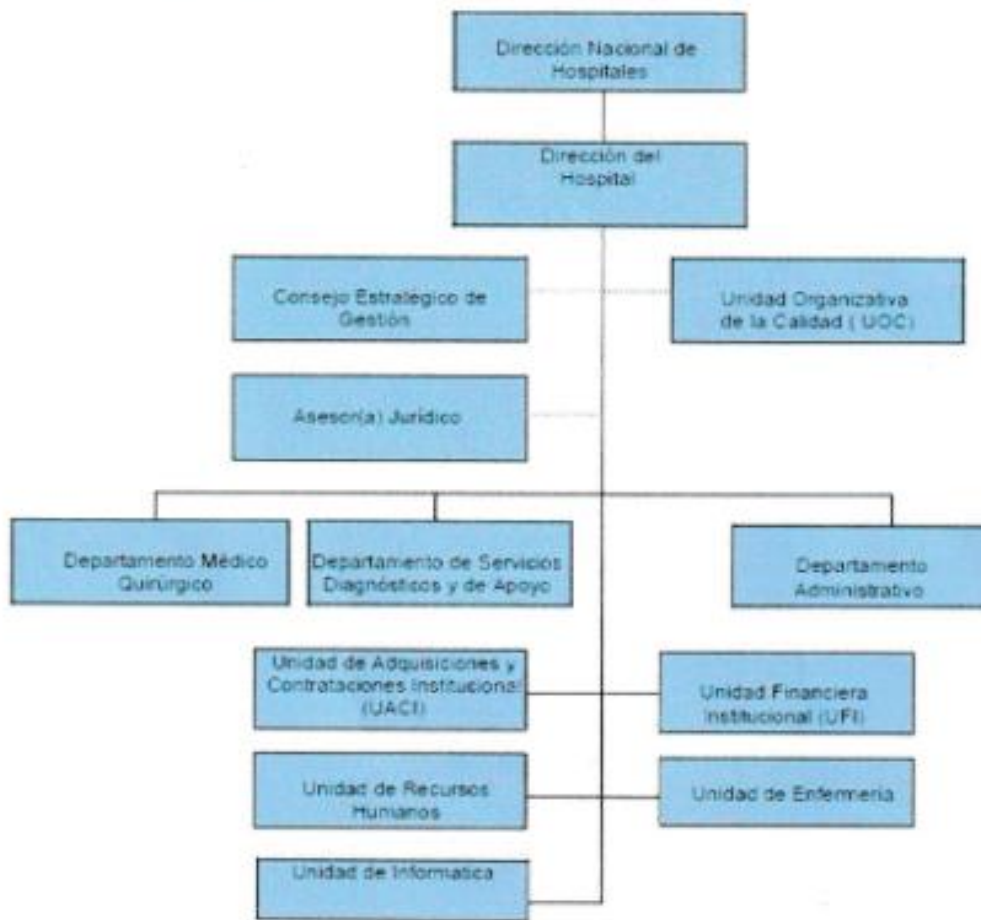 Dirección Nacional de
Hospitales
Dirección del
Hospital
Consejo Estratégico de
Gestión
Unidad Organizativa
de la Calidad ( UOC)
Asesor(a) Jurídico
Departamento Médico
Quirúrgico
Departamento de Servicios
Diagnósticos y de Apoyo
Departamento
Administrativo
Unidad de Adquisiciones y
Contrataciones Institucional
(UACI)
Unidad Financiera
Institucional (UFI)
Unidad de Recursos
Humanos
Unidad de Enfermería
Unidad de Informatica